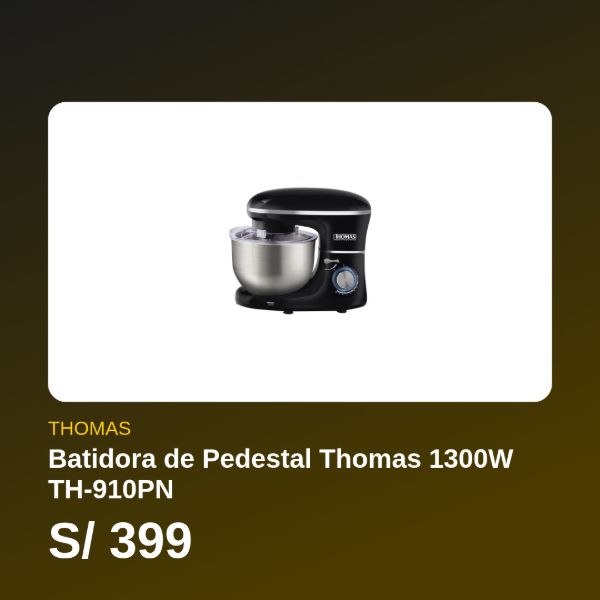 THOMAS
THOMAS
Batidora de Pedestal Thomas 1300W
TH-910PN
S/ 399